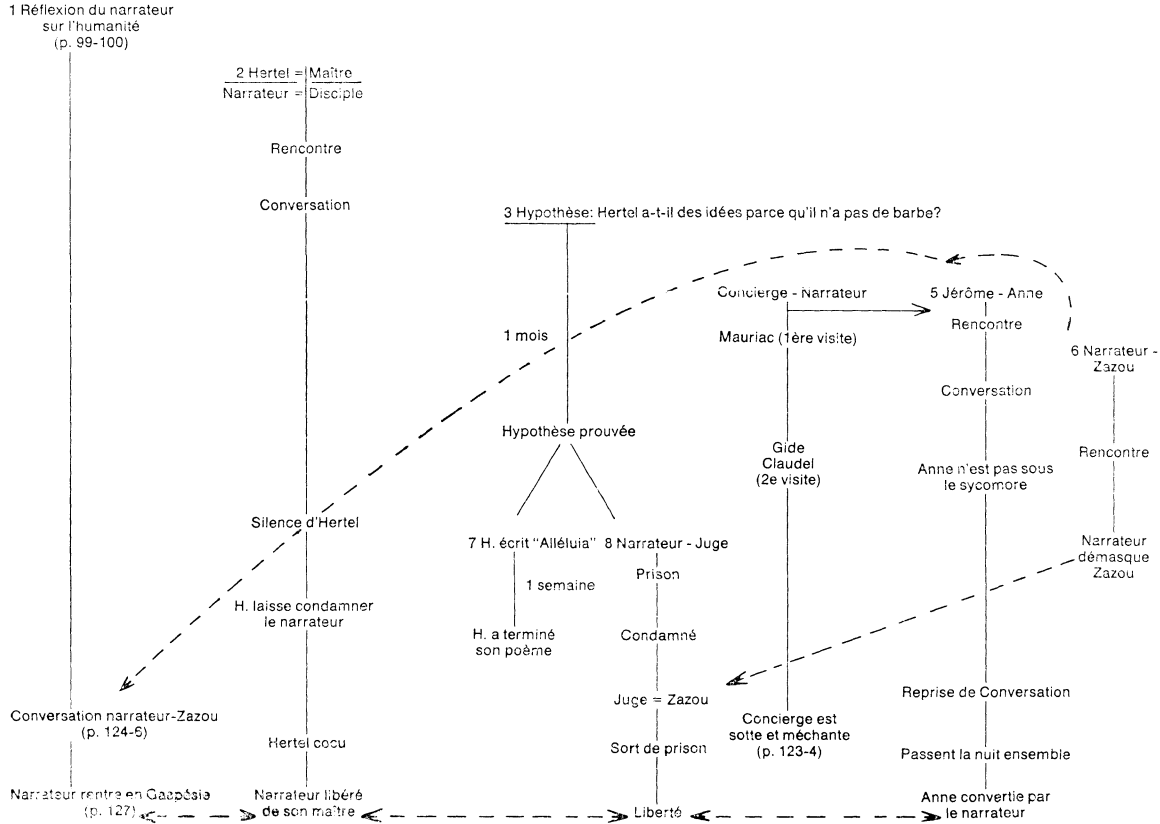 1 Réflexion du narrateur
sur l'humanité
(p. 99-100)
2 Hertel = Maître
Narrateur = Disciple
Rencontre
Conversation
3 Hypothèse: Hertel a-t-il des idées parce qu'il n'a pas de barbe?
Concierge - Narrateur
5 Jérôme - Anne
Rencontre
1 mois
Mauriac (1ère visite)
6 Narrateur -
Zazou
Conversation
Hypothèse prouvée
Gide
Claudel
(2e visite)
Rencontre
Anne n'est pas sous
le sycomore
Silence d'Hertel
7 H. écrit "Alléluia"
8 Narrateur - Juge
Narrateur
démasque
Zazou
Prison
1 semaine
H. laisse condamner
le narrateur
H. a terminé
son poème
Condamné
Juge = Zazou
Reprise de Conversation
Conversation narrateur-Zazou
(p. 124-6)
Concierge est
sotte et méchante
(p. 123-4)
Hertel cocu
Sort de prison
Passent la nuit ensemble
Narrateur rentre en Gaspésie
(p. 127)
Narrateur libéré
de son maître
Liberté
Anne convertie par
le narrateur